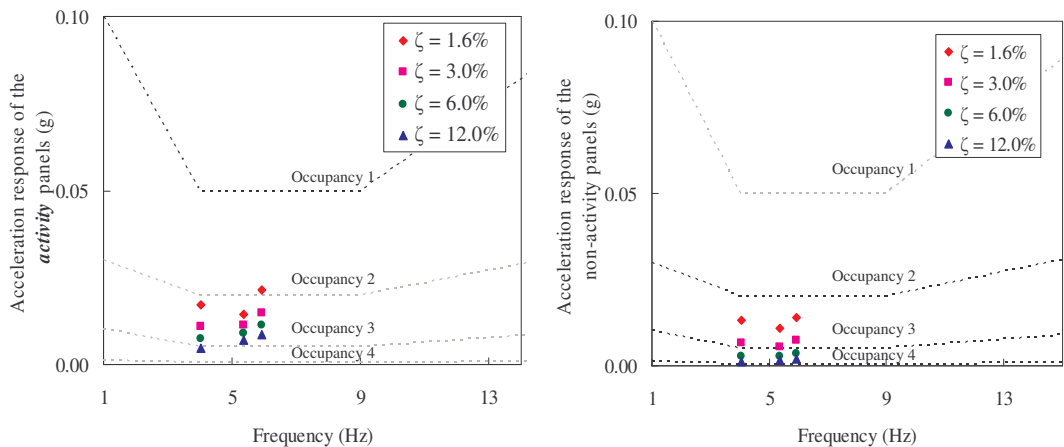 Acceleration response of the
activity panels (g)
0.10
0.05
0.00
ζ = 1.6%
ζ = 3.0%
ζ = 6.0%
ζ = 12.0%
Occupancy 1
Occupancy 2
Occupancy 3
Occupancy 4
1
5
9
13
Frequency (Hz)
Acceleration response of the
non-activity panels (g)
0.10
0.05
0.00
ζ = 1.6%
ζ = 3.0%
ζ = 6.0%
ζ = 12.0%
Occupancy 1
Occupancy 2
Occupancy 3
Occupancy 4
1
5
9
13
Frequency (Hz)